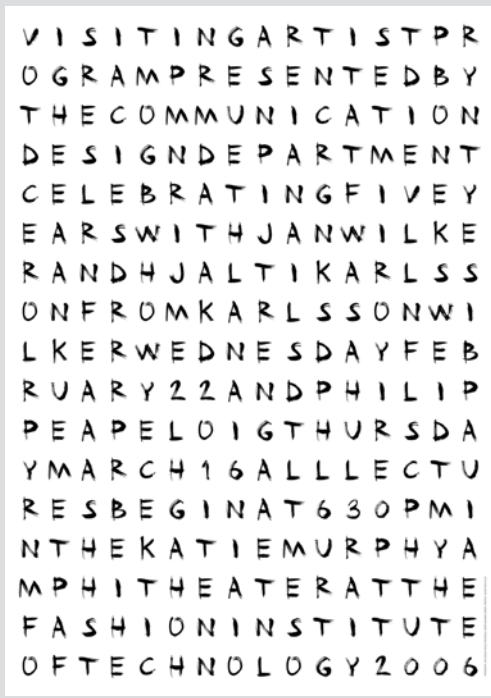 VISITINGARTISTPR
OGRAMPRESENTEDBY
THECOMMUNICATION
DESIGNDEPARTMENT
CELEBRATINGFIVEY
EARSWITHJANWILKE
RANDHJALTIKARLSS
ONFROMKARLSSONWI
LKERWEDNESDAYFEB
RUARY22ANDPHILIP
PEAPELOIGTHURSDA
YMARCH16ALLLECTU
RESBEGINAT630PMI
NTHEKATIEMURPHYA
MPHITHEATERATTHE
FASHIONINSTITUTE
OFTECHNOLOGY2006